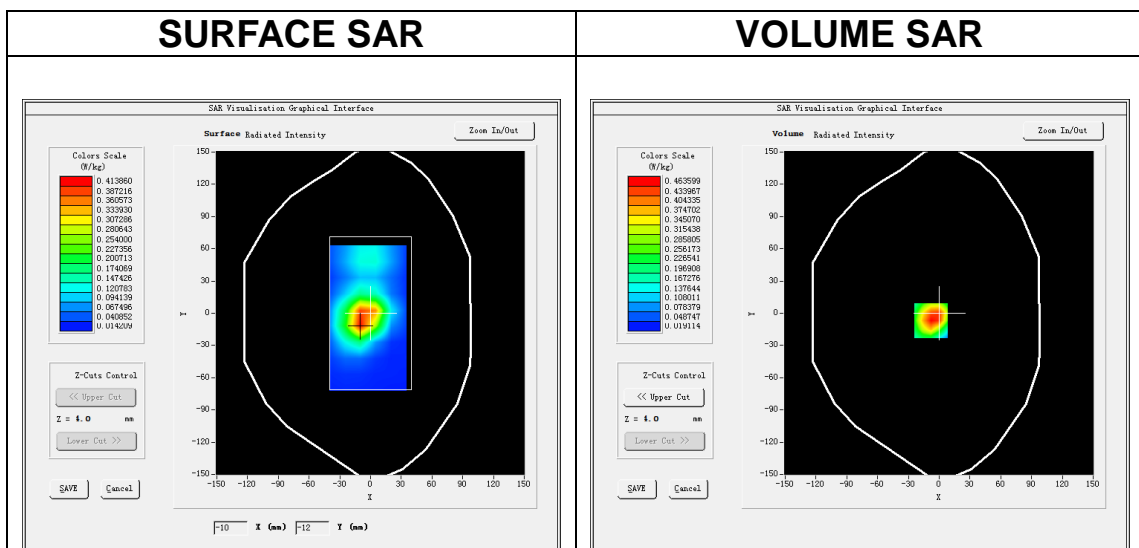 SURFACE SAR
SAR Visualisation Graphical Interface
Surface Radiated Intensity
Zoom In/Out
Colors Scale
(W/kg)
0.413860
0.387216
0.360573
0.333930
0.307286
0.280643
0.254000
0.227356
0.200713
0.174069
0.147426
0.120783
0.094139
0.067496
0.040852
0.014209
Z-Cuts Control
<< Upper Cut
Z = 4.0 mm
Lower Cut >>
SAVE
Cancel
150
120
90
60
30
0
-30
-60
-90
-120
-150
Y
-150 -120 -90 -60 -30 0 30 60 90 120 150
X
-10 X (mm) -12 Y (mm)
VOLUME SAR
SAR Visualisation Graphical Interface
Volume Radiated Intensity
Zoom In/Out
Colors Scale
(W/kg)
0.463599
0.433967
0.404335
0.374702
0.345070
0.315438
0.285805
0.256173
0.226541
0.196908
0.167276
0.137644
0.108011
0.078379
0.048747
0.019114
Z-Cuts Control
<< Upper Cut
Z = 4.0 mm
Lower Cut >>
SAVE
Cancel
150
120
90
60
30
0
-30
-60
-90
-120
-150
Y
-150 -120 -90 -60 -30 0 30 60 90 120 150
X